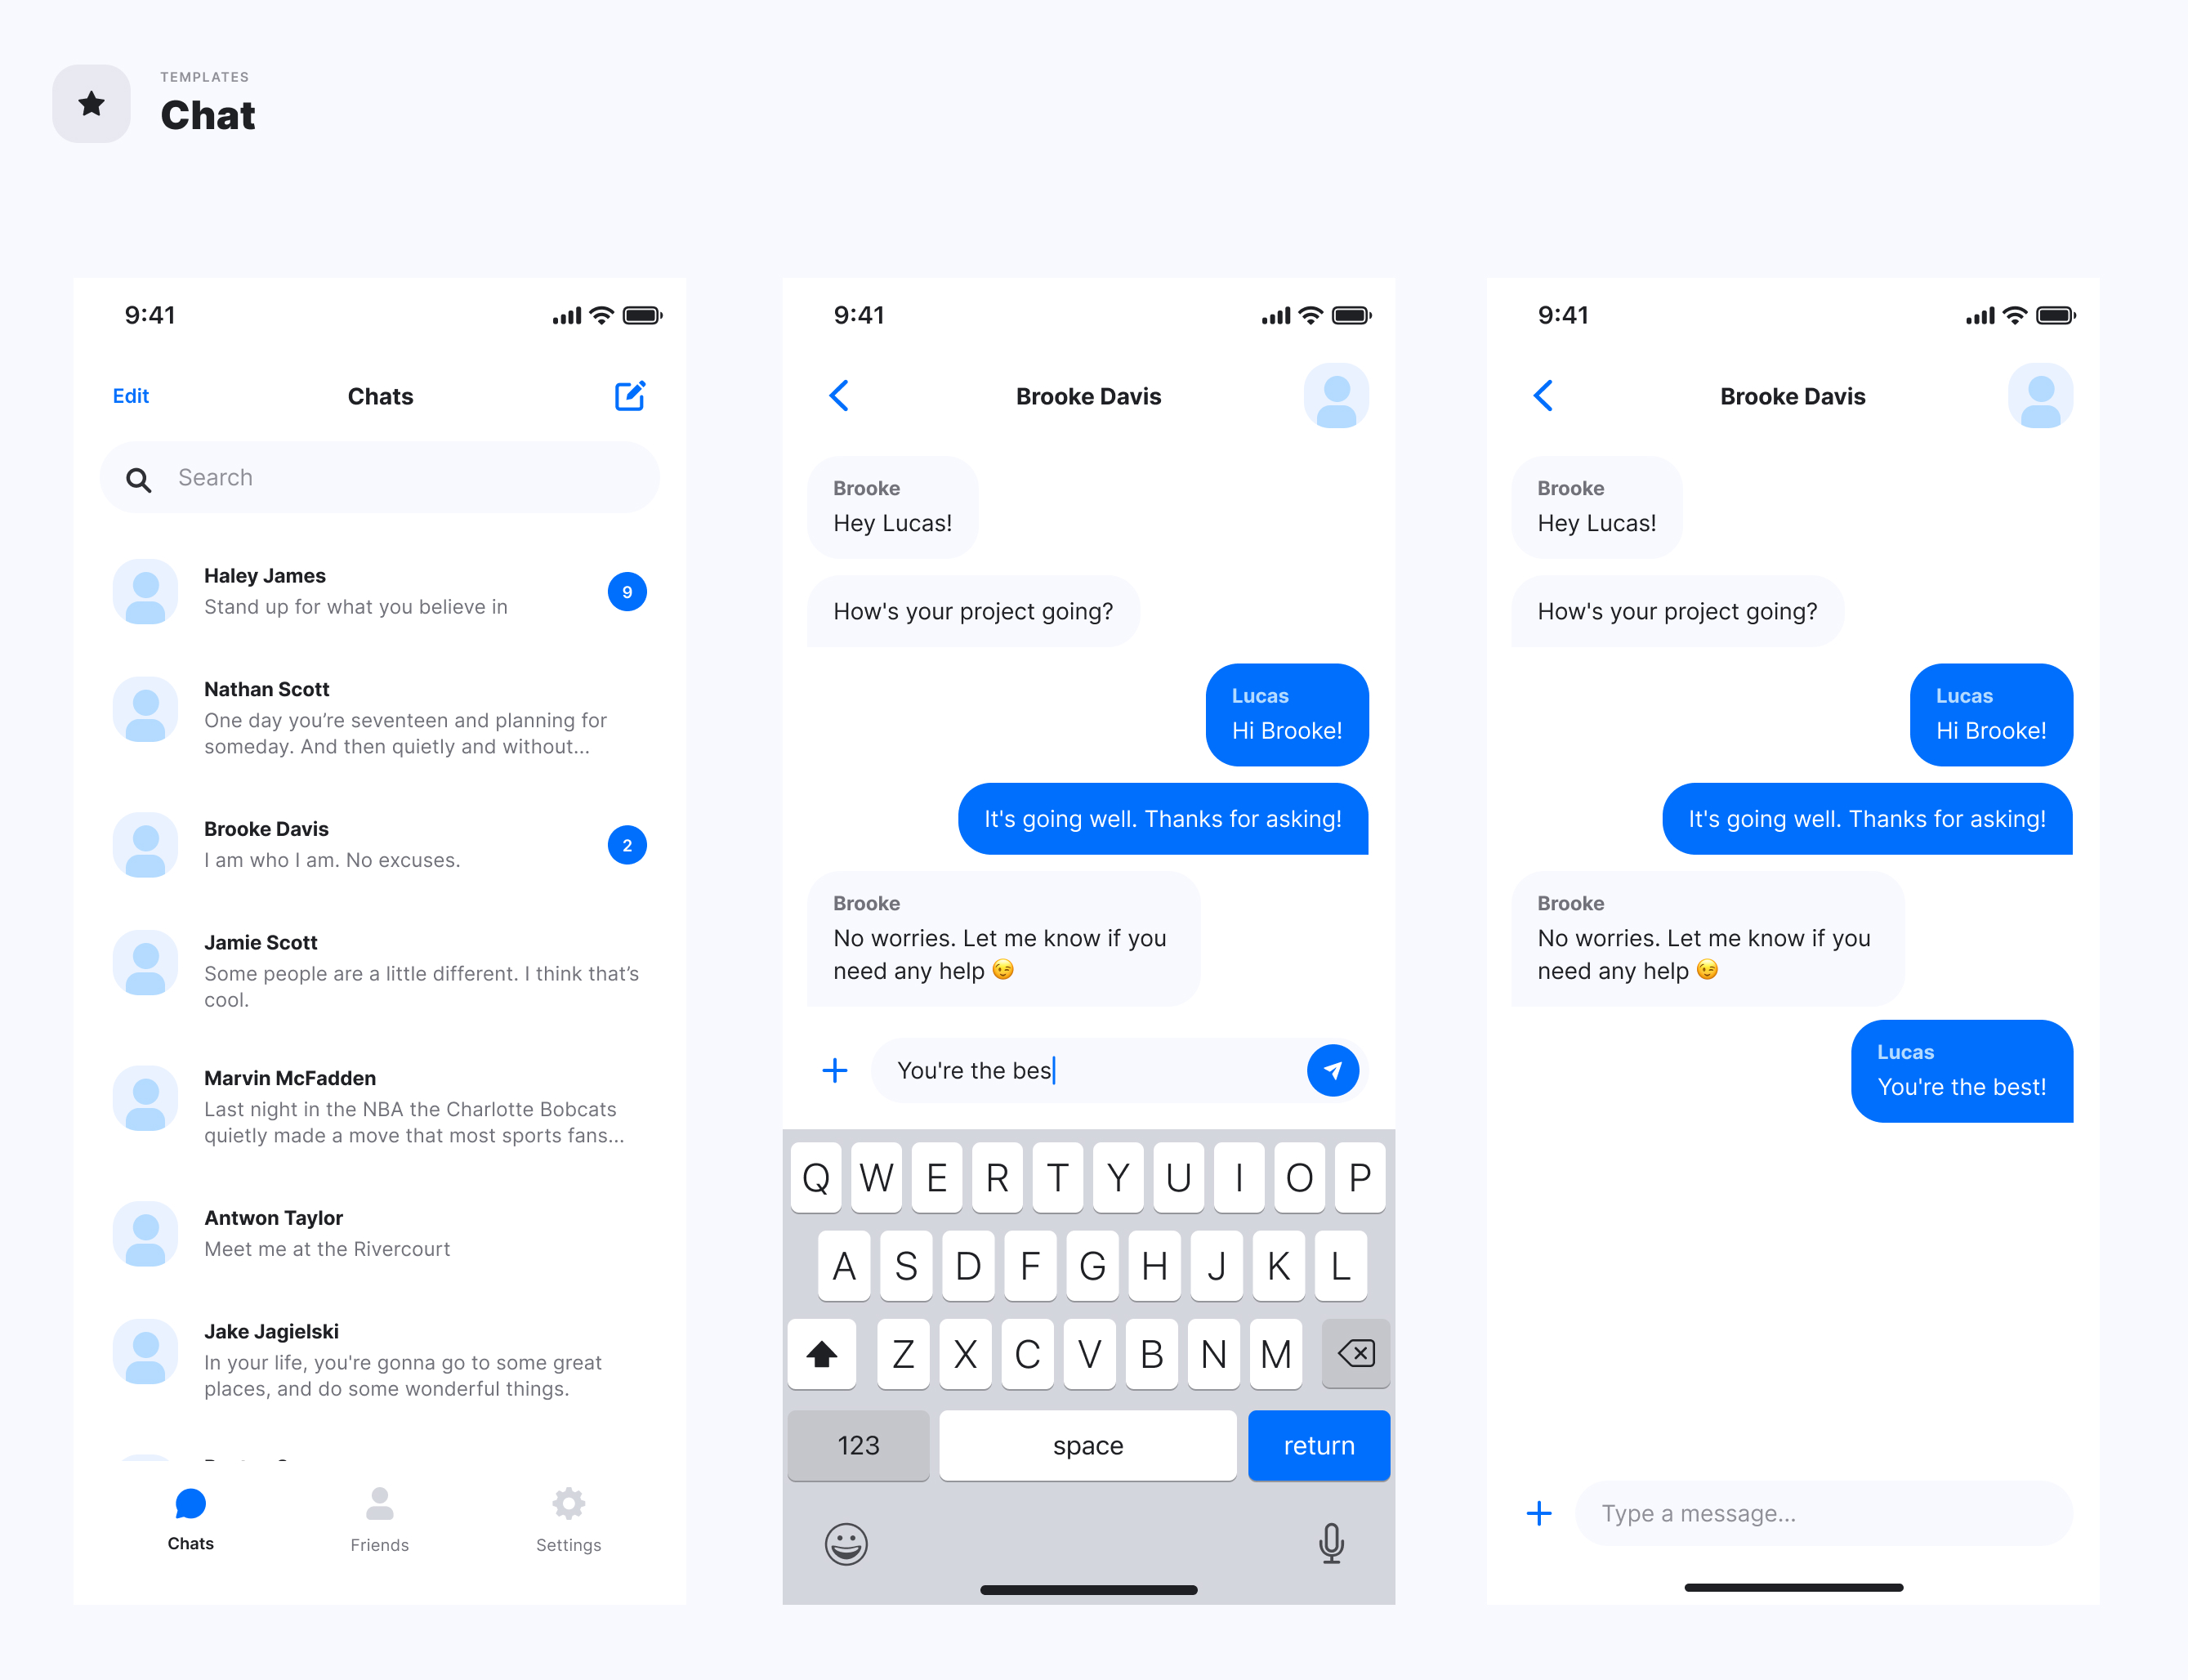 TEMPLATES
Chat
9:41
Edit
Chats
Search
Haley James
Stand up for what you believe in
9
Nathan Scott
One day you’re seventeen and planning for
someday. And then quietly and without...
Brooke Davis
I am who I am. No excuses.
2
Jamie Scott
Some people are a little different. I think that’s
cool.
Marvin McFadden
Last night in the NBA the Charlotte Bobcats
quietly made a move that most sports fans...
Antwon Taylor
Meet me at the Rivercourt
Jake Jagielski
In your life, you're gonna go to some great
places, and do some wonderful things.
Chats
Friends
Settings
9:41
Brooke Davis
Brooke
Hey Lucas!
How's your project going?
Lucas
Hi Brooke!
It's going well. Thanks for asking!
Brooke
No worries. Let me know if you
need any help 😉
You're the bes
Q W E R T Y U I O P
A S D F G H J K L
Z X C V B N M
123 space return
9:41
Brooke Davis
Brooke
Hey Lucas!
How's your project going?
Lucas
Hi Brooke!
It's going well. Thanks for asking!
Brooke
No worries. Let me know if you
need any help 😉
Lucas
You're the best!
Type a message...